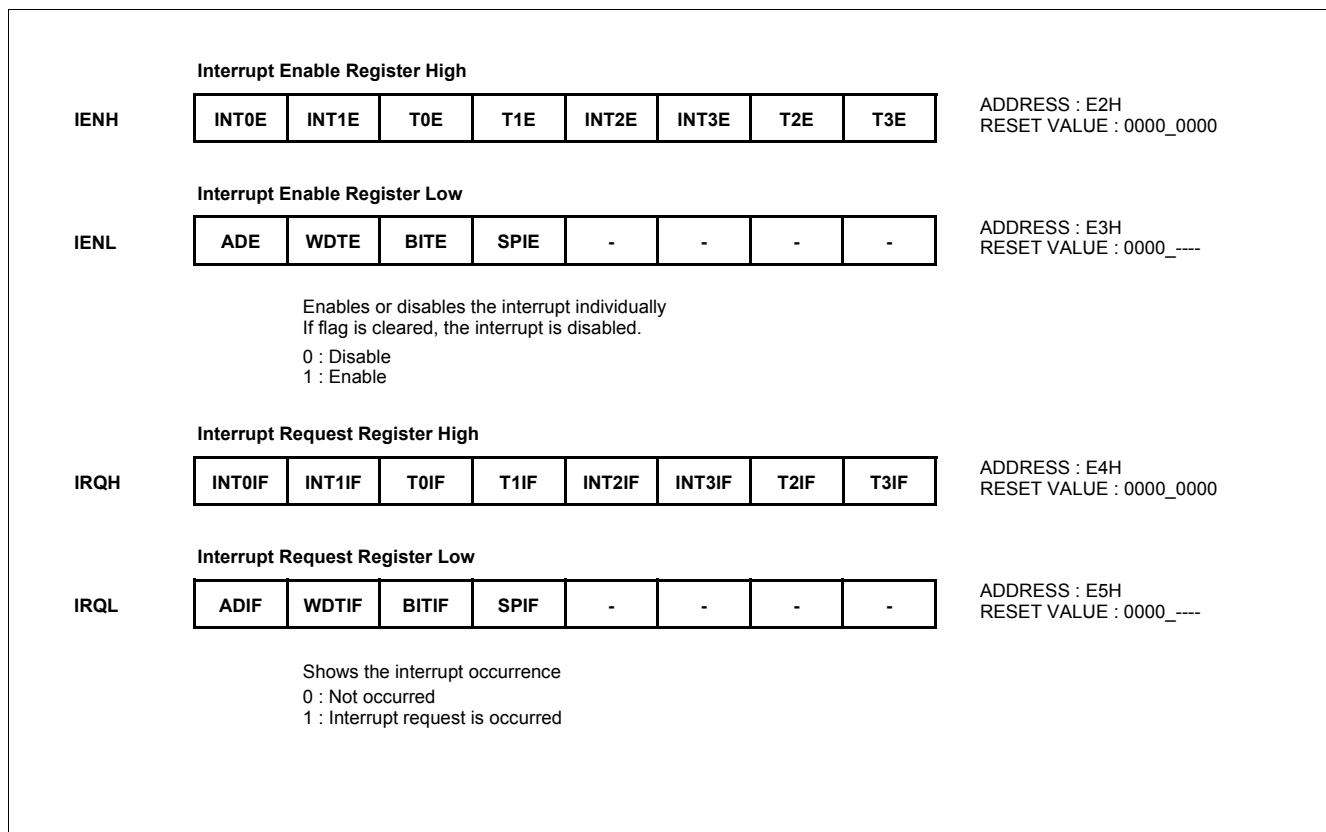 Interrupt Enable Register High
IENH INT0E INT1E T0E T1E INT2E INT3E T2E T3E ADDRESS : E2H
RESET VALUE : 0000_0000
Interrupt Enable Register Low
IENL ADE WDTE BITE SPIE - - - - ADDRESS : E3H
RESET VALUE : 0000_----
Enables or disables the interrupt individually
If flag is cleared, the interrupt is disabled.
0 : Disable
1 : Enable
Interrupt Request Register High
IRQH INT0IF INT1IF T0IF T1IF INT2IF INT3IF T2IF T3IF ADDRESS : E4H
RESET VALUE : 0000_0000
Interrupt Request Register Low
IRQL ADIF WDTIF BITIF SPIF - - - - ADDRESS : E5H
RESET VALUE : 0000_----
Shows the interrupt occurrence
0 : Not occurred
1 : Interrupt request is occurred